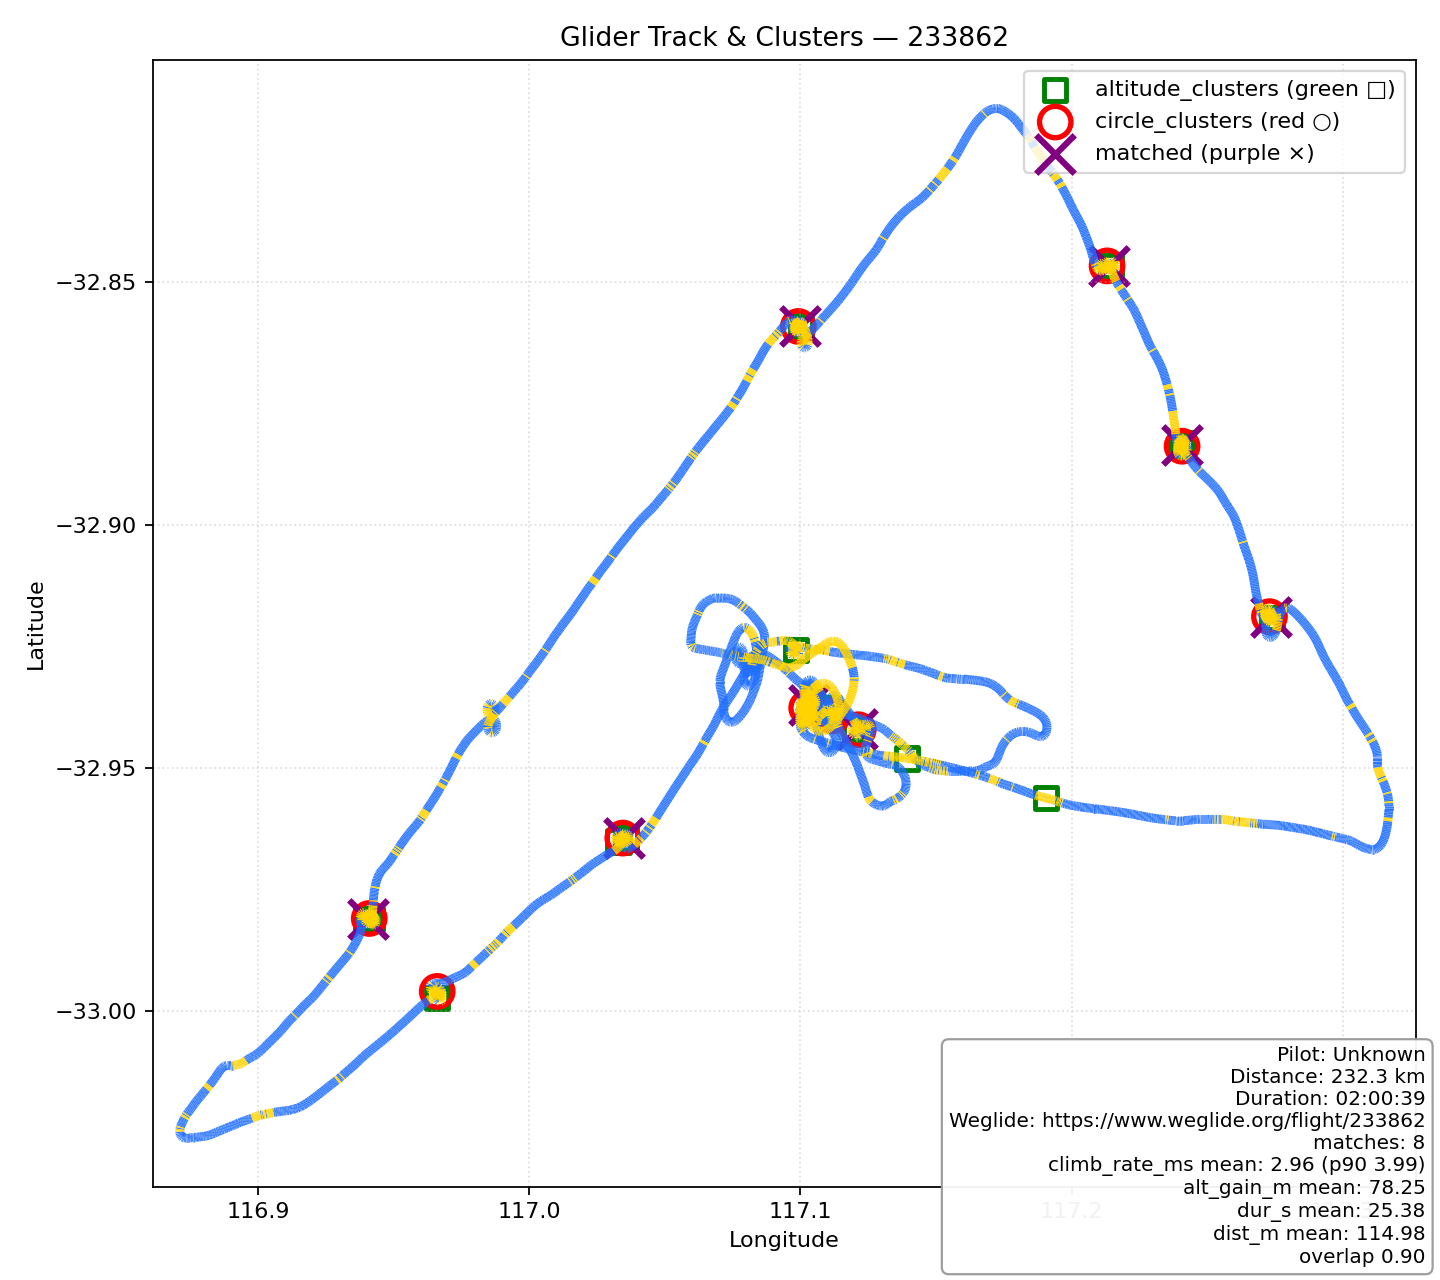 Glider Track & Clusters — 233862
altitude_clusters (green □)
circle_clusters (red ○)
matched (purple ×)
Latitude
−32.85
−32.90
−32.95
−33.00
116.9
117.0
117.1
117.2
Longitude
Pilot: Unknown
Distance: 232.3 km
Duration: 02:00:39
Weglide: https://www.weglide.org/flight/233862
matches: 8
climb_rate_ms mean: 2.96 (p90 3.99)
alt_gain_m mean: 78.25
dur_s mean: 25.38
dist_m mean: 114.98
overlap 0.90